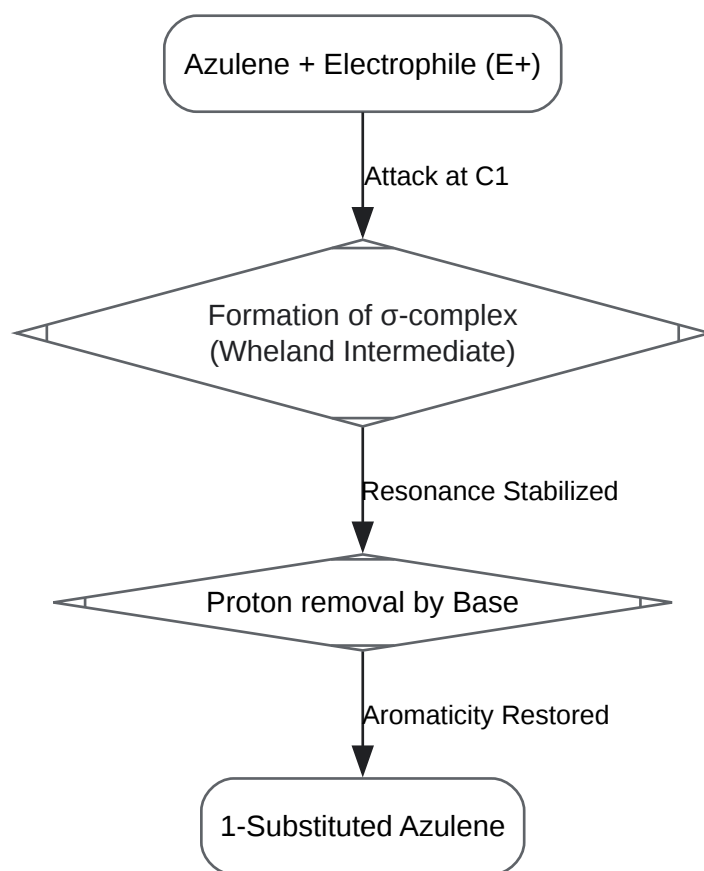 Azulene + Electrophile (E+)
Attack at C1
Formation of σ-complex
(Wheland Intermediate)
Resonance Stabilized
Proton removal by Base
Aromaticity Restored
1-Substituted Azulene